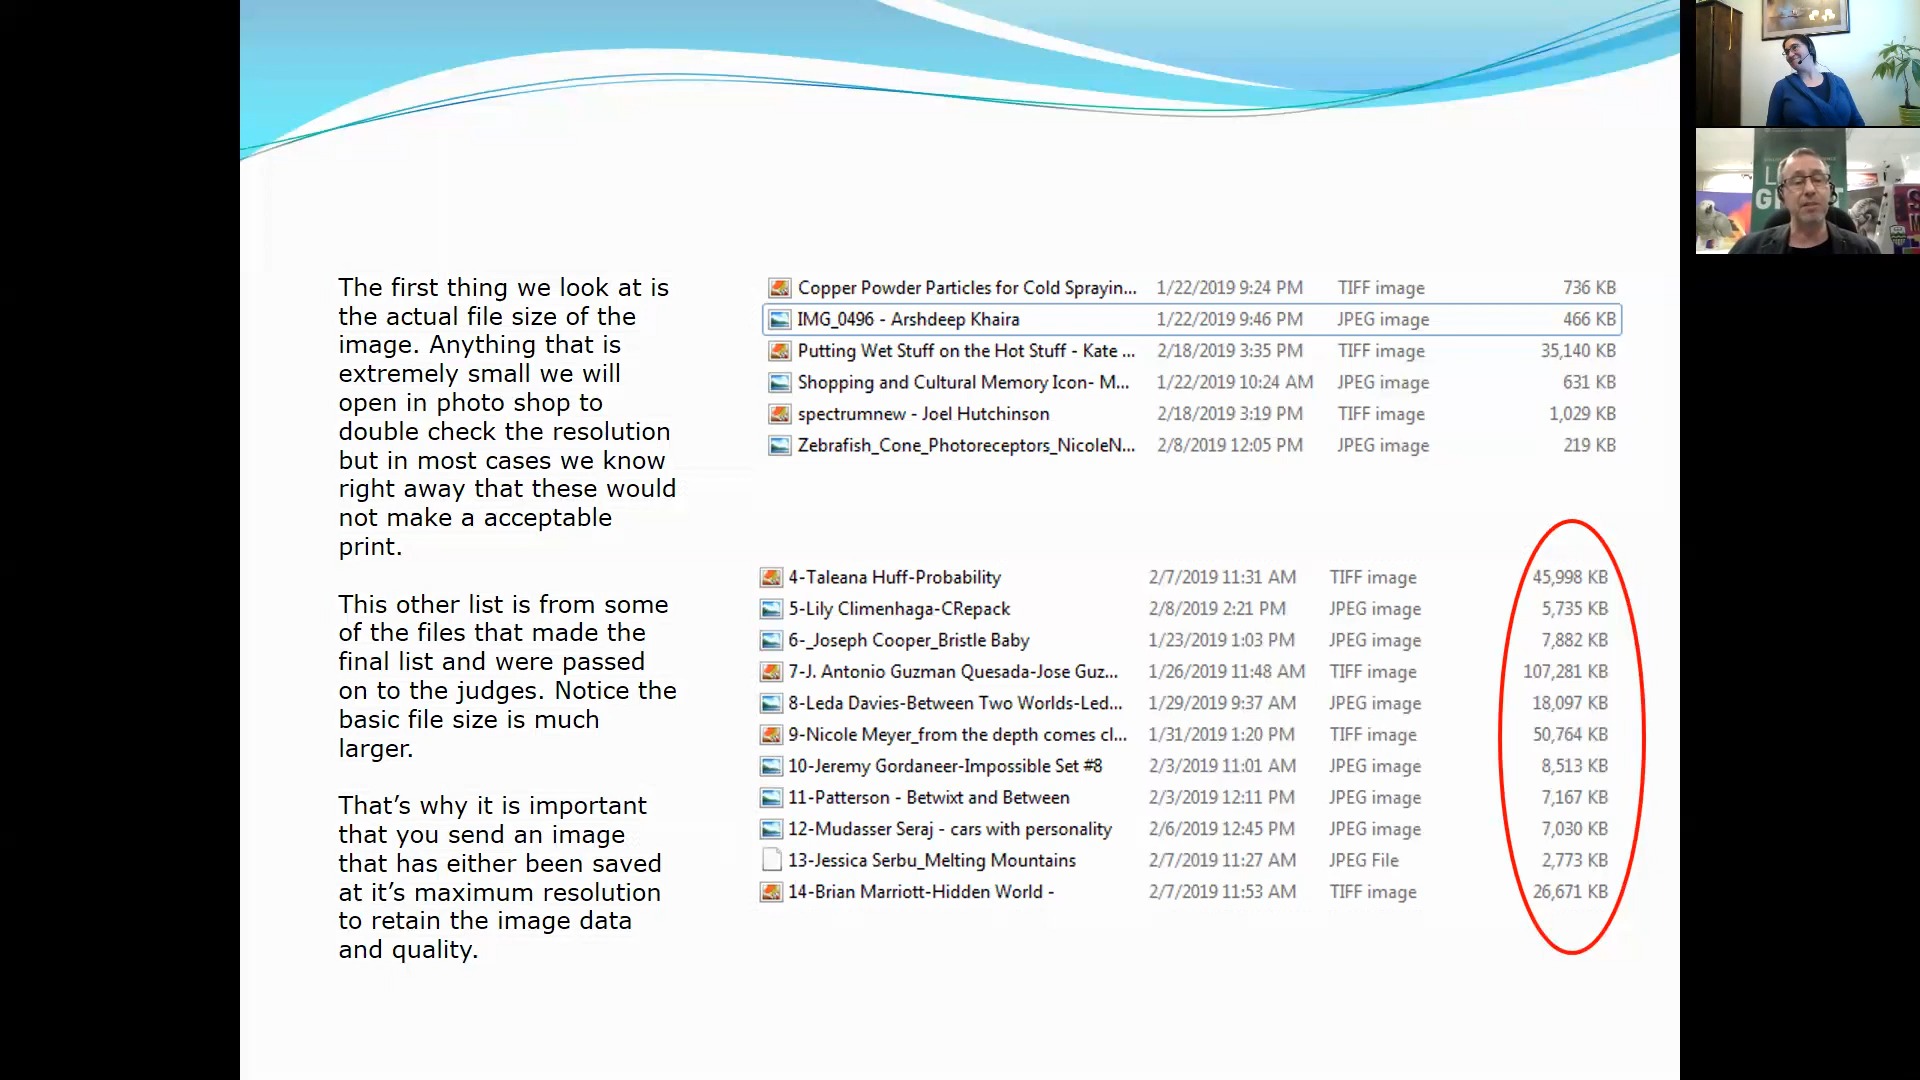 The first thing we look at is
the actual file size of the
image. Anything that is
extremely small we will
open in photo shop to
double check the resolution
but in most cases we know
right away that these would
not make a acceptable
print.
This other list is from some
of the files that made the
final list and were passed
on to the judges. Notice the
basic file size is much
larger.
That’s why it is important
that you send an image
that has either been saved
at it’s maximum resolution
to retain the image data
and quality.
Copper Powder Particles for Cold Sprayin... 1/22/2019 9:24 PM TIFF image 736 KB
IMG_0496 - Arshdeep Khaira 1/22/2019 9:46 PM JPEG image 466 KB
Putting Wet Stuff on the Hot Stuff - Kate ... 2/18/2019 3:35 PM TIFF image 35,140 KB
Shopping and Cultural Memory Icon- M... 1/22/2019 10:24 AM JPEG image 631 KB
spectrumnew - Joel Hutchinson 2/18/2019 3:19 PM TIFF image 1,029 KB
Zebrafish_Cone_Photoreceptors_NicoleN... 2/8/2019 12:05 PM JPEG image 219 KB
4-Taleana Huff-Probability 2/7/2019 11:31 AM TIFF image 45,998 KB
5-Lily Climenhaga-CRepack 2/8/2019 2:21 PM JPEG image 5,735 KB
6-_Joseph Cooper_Bristle Baby 1/23/2019 1:03 PM JPEG image 7,882 KB
7-J. Antonio Guzman Quesada-Jose Guz... 1/26/2019 11:48 AM TIFF image 107,281 KB
8-Leda Davies-Between Two Worlds-Led... 1/29/2019 9:37 AM JPEG image 18,097 KB
9-Nicole Meyer_from the depth comes cl... 1/31/2019 1:20 PM TIFF image 50,764 KB
10-Jeremy Gordaneer-Impossible Set #8 2/3/2019 11:01 AM JPEG image 8,513 KB
11-Patterson - Betwixt and Between 2/3/2019 12:11 PM JPEG image 7,167 KB
12-Mudasser Seraj - cars with personality 2/6/2019 12:45 PM JPEG image 7,030 KB
13-Jessica Serbu_Melting Mountains 2/7/2019 11:27 AM JPEG File 2,773 KB
14-Brian Marriott-Hidden World - 2/7/2019 11:53 AM TIFF image 26,671 KB